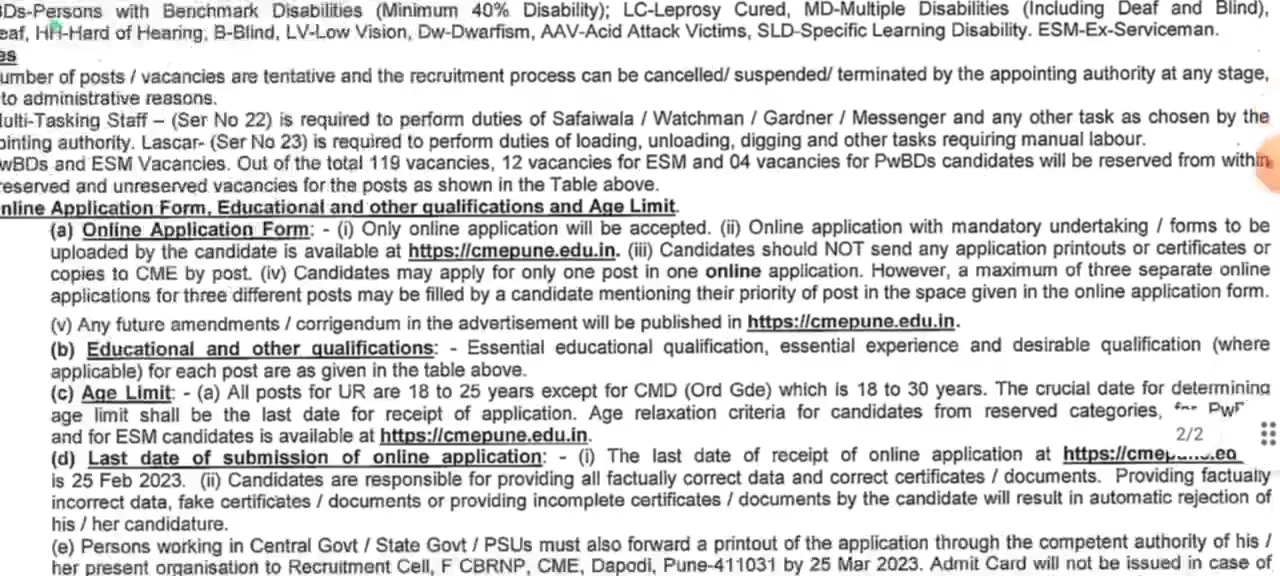 3Ds-Persons with Benchmark Disabilities (Minimum 40% Disability); LC-Leprosy Cured, MD-Multiple Disabilities (Including Deaf and Blind),
eaf, HH-Hard of Hearing, B-Blind, LV-Low Vision, Dw-Dwarfism, AAV-Acid Attack Victims, SLD-Specific Learning Disability. ESM-Ex-Serviceman.
es
umber of posts / vacancies are tentative and the recruitment process can be cancelled/ suspended/ terminated by the appointing authority at any stage,
to administrative reasons.
ulti-Tasking Staff – (Ser No 22) is required to perform duties of Safaiwala / Watchman / Gardner / Messenger and any other task as chosen by the
ointing authority. Lascar- (Ser No 23) is required to perform duties of loading, unloading, digging and other tasks requiring manual labour.
wBDs and ESM Vacancies. Out of the total 119 vacancies, 12 vacancies for ESM and 04 vacancies for PwBDs candidates will be reserved from within
reserved and unreserved vacancies for the posts as shown in the Table above.
nline Application Form, Educational and other qualifications and Age Limit.
(a) Online Application Form: - (i) Only online application will be accepted. (ii) Online application with mandatory undertaking / forms to be
uploaded by the candidate is available at https://cmepune.edu.in. (iii) Candidates should NOT send any application printouts or certificates or
copies to CME by post. (iv) Candidates may apply for only one post in one online application. However, a maximum of three separate online
applications for three different posts may be filled by a candidate mentioning their priority of post in the space given in the online application form.
(v) Any future amendments / corrigendum in the advertisement will be published in https://cmepune.edu.in.
(b) Educational and other qualifications: - Essential educational qualification, essential experience and desirable qualification (where
applicable) for each post are as given in the table above.
(c) Age Limit: - (a) All posts for UR are 18 to 25 years except for CMD (Ord Gde) which is 18 to 30 years. The crucial date for determining
age limit shall be the last date for receipt of application. Age relaxation criteria for candidates from reserved categories,
and for ESM candidates is available at https://cmepune.edu.in.
2/2
(d) Last date of submission of online application: - (i) The last date of receipt of online application at
is 25 Feb 2023. (ii) Candidates are responsible for providing all factually correct data and correct certificates / documents. Providing factually
incorrect data, fake certificates / documents or providing incomplete certificates / documents by the candidate will result in automatic rejection of
his / her candidature.
(e) Persons working in Central Govt / State Govt / PSUs must also forward a printout of the application through the competent authority of his /
her present organisation to Recruitment Cell, F CBRNP, CME, Dapodi, Pune-411031 by 25 Mar 2023. Admit Card will not be issued in case of